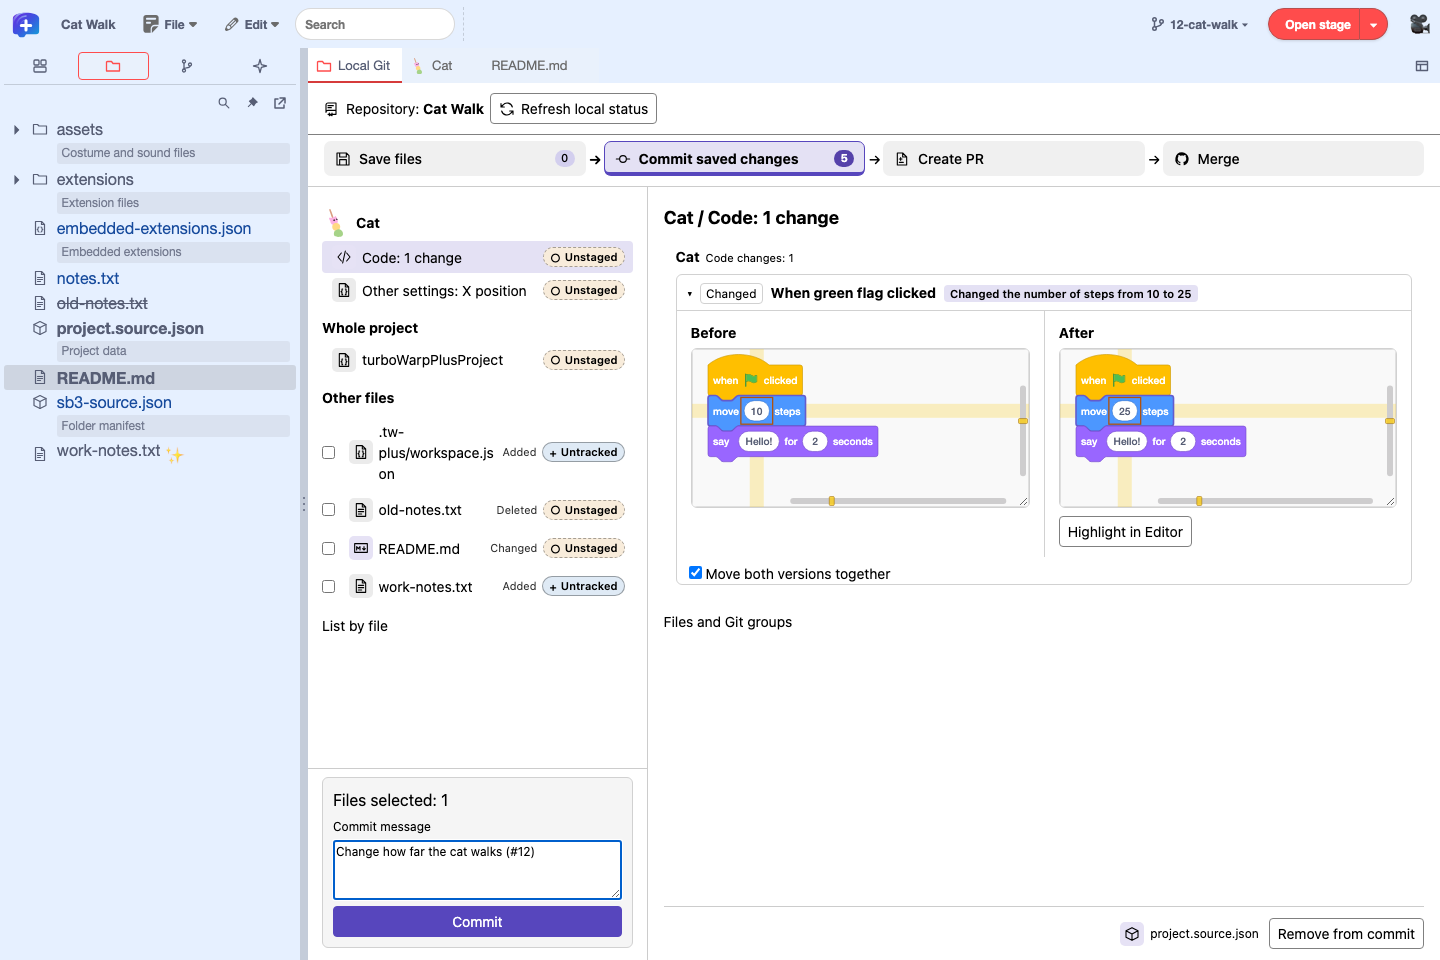 Cat Walk
File
Edit
Search
12-cat-walk
Open stage
Local Git
Cat
README.md
assets
Costume and sound files
extensions
Extension files
embedded-extensions.json
Embedded extensions
notes.txt
old-notes.txt
project.source.json
Project data
README.md
sb3-source.json
Folder manifest
work-notes.txt ✨
Repository: Cat Walk
Refresh local status
Save files 0
Commit saved changes 5
Create PR
Merge
Cat
Code: 1 change Unstaged
Other settings: X position Unstaged
Whole project
turboWarpPlusProject Unstaged
Other files
.tw-
plus/workspace.js
on
Added + Untracked
old-notes.txt Deleted Unstaged
README.md Changed Unstaged
work-notes.txt Added + Untracked
List by file
Files selected: 1
Commit message
Change how far the cat walks (#12)
Commit
Cat / Code: 1 change
Cat Code changes: 1
Changed When green flag clicked Changed the number of steps from 10 to 25
Before
when clicked
move 10 steps
say Hello! for 2 seconds
After
when clicked
move 25 steps
say Hello! for 2 seconds
Highlight in Editor
Move both versions together
Files and Git groups
project.source.json
Remove from commit